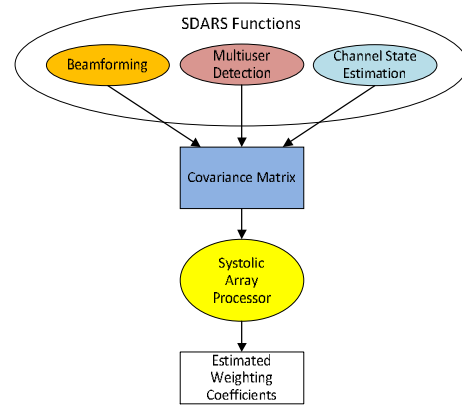 SDARS Functions
Beamforming
Multiuser
Detection
Channel State
Estimation
Covariance Matrix
Systolic
Array
Processor
Estimated
Weighting
Coefficients